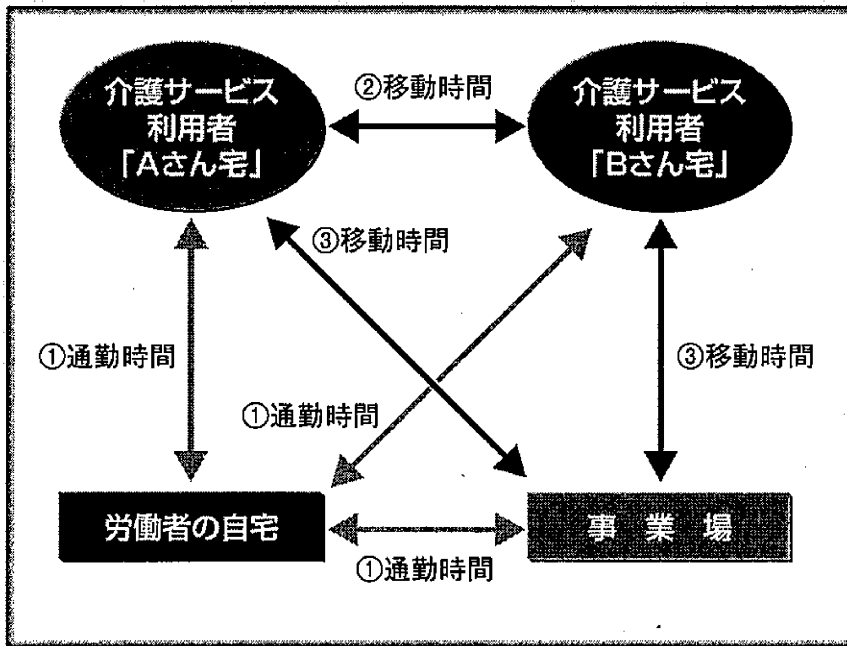 介護サービス
利用者
「Aさん宅」
②移動時間
介護サービス
利用者
「Bさん宅」
③移動時間
①通勤時間
③移動時間
①通勤時間
労働者の自宅
①通勤時間
事業場